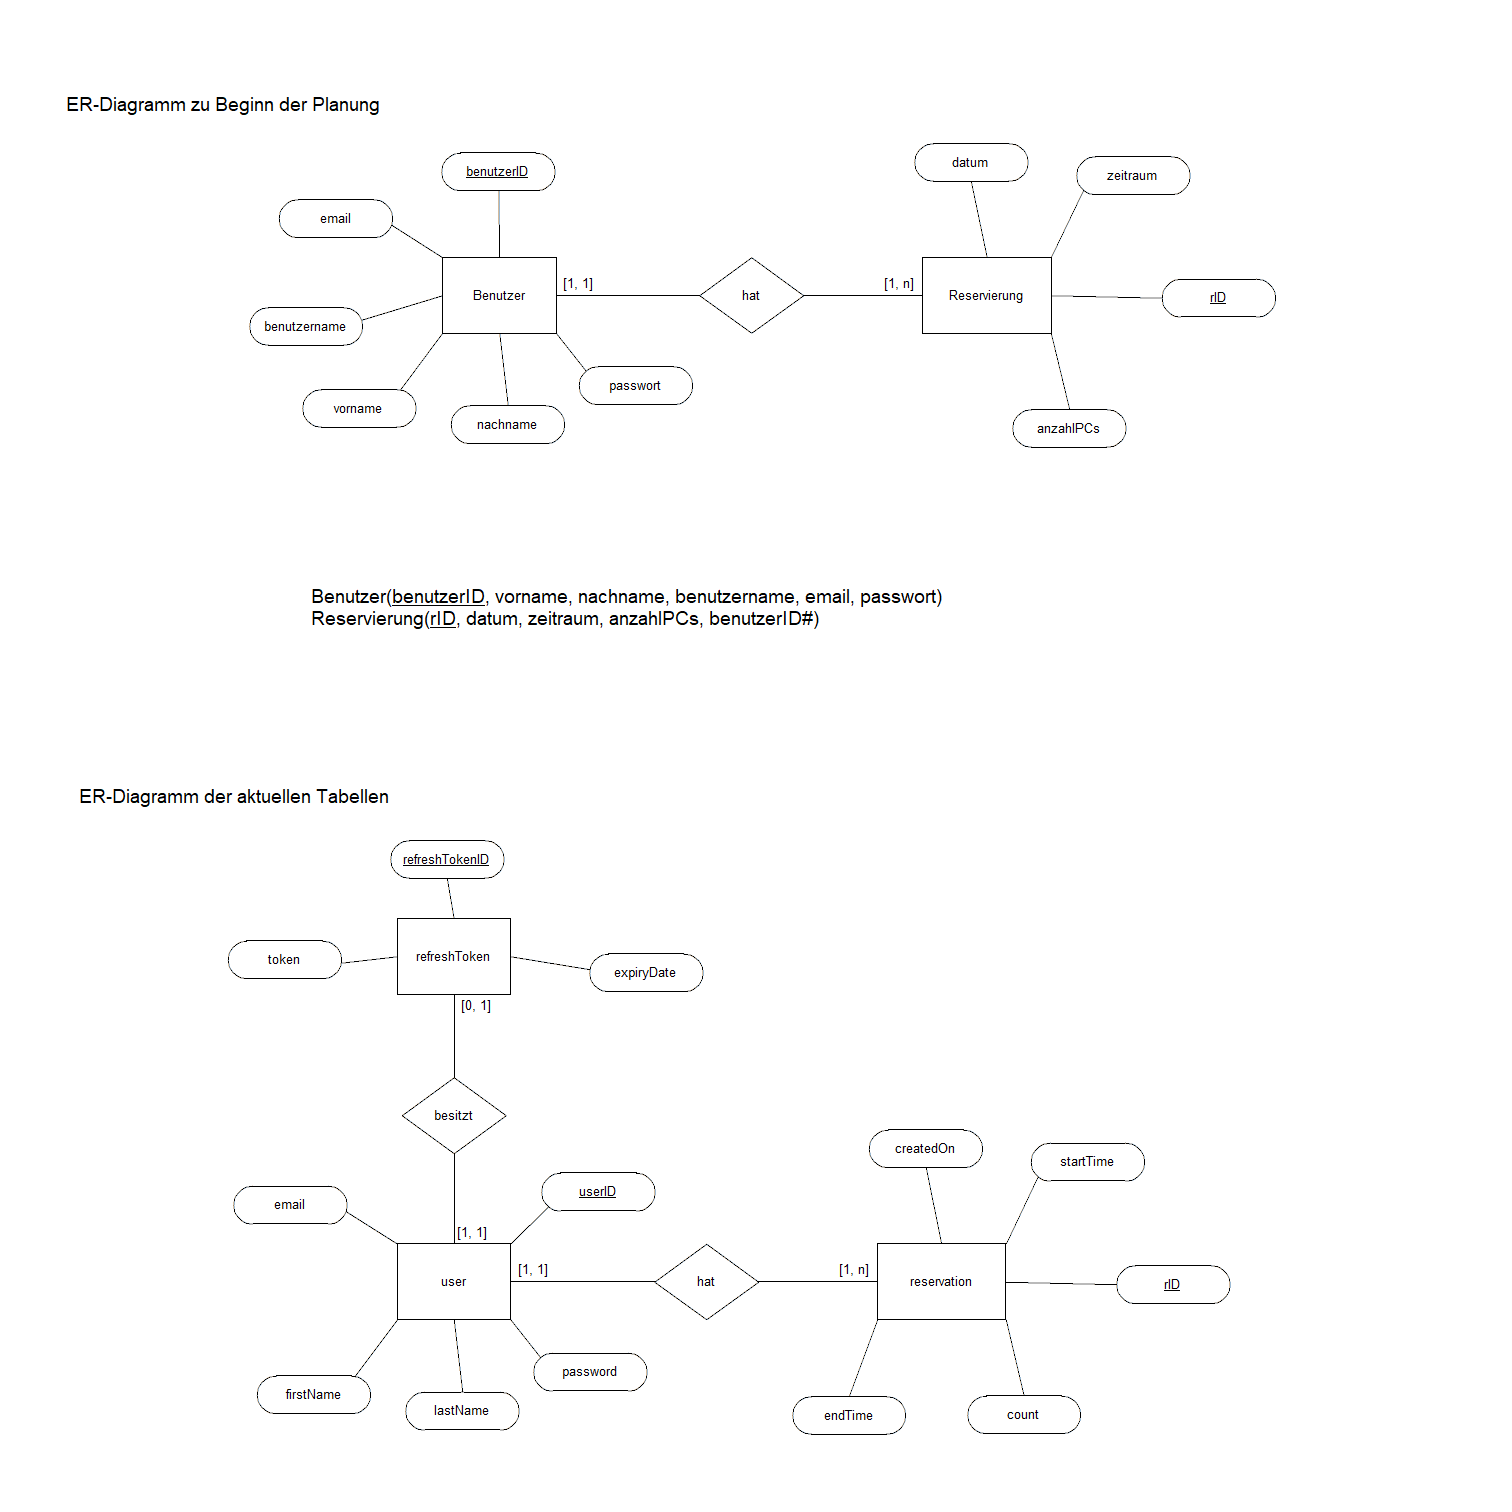 ER-Diagramm zu Beginn der Planung
datum
benutzerID
zeitraum
email
[1, 1]
[1, n]
Benutzer
hat
Reservierung
rID
benutzername
passwort
vorname
nachname
anzahlPCs
Benutzer(benutzerID, vorname, nachname, benutzername, email, passwort)
Reservierung(rID, datum, zeitraum, anzahlPCs, benutzerID#)
ER-Diagramm der aktuellen Tabellen
refreshTokenID
refreshToken
token
expiryDate
[0, 1]
besitzt
createdOn
startTime
userID
email
[1, 1]
[1, 1]
[1, n]
user
hat
reservation
rID
password
firstName
lastName
endTime
count